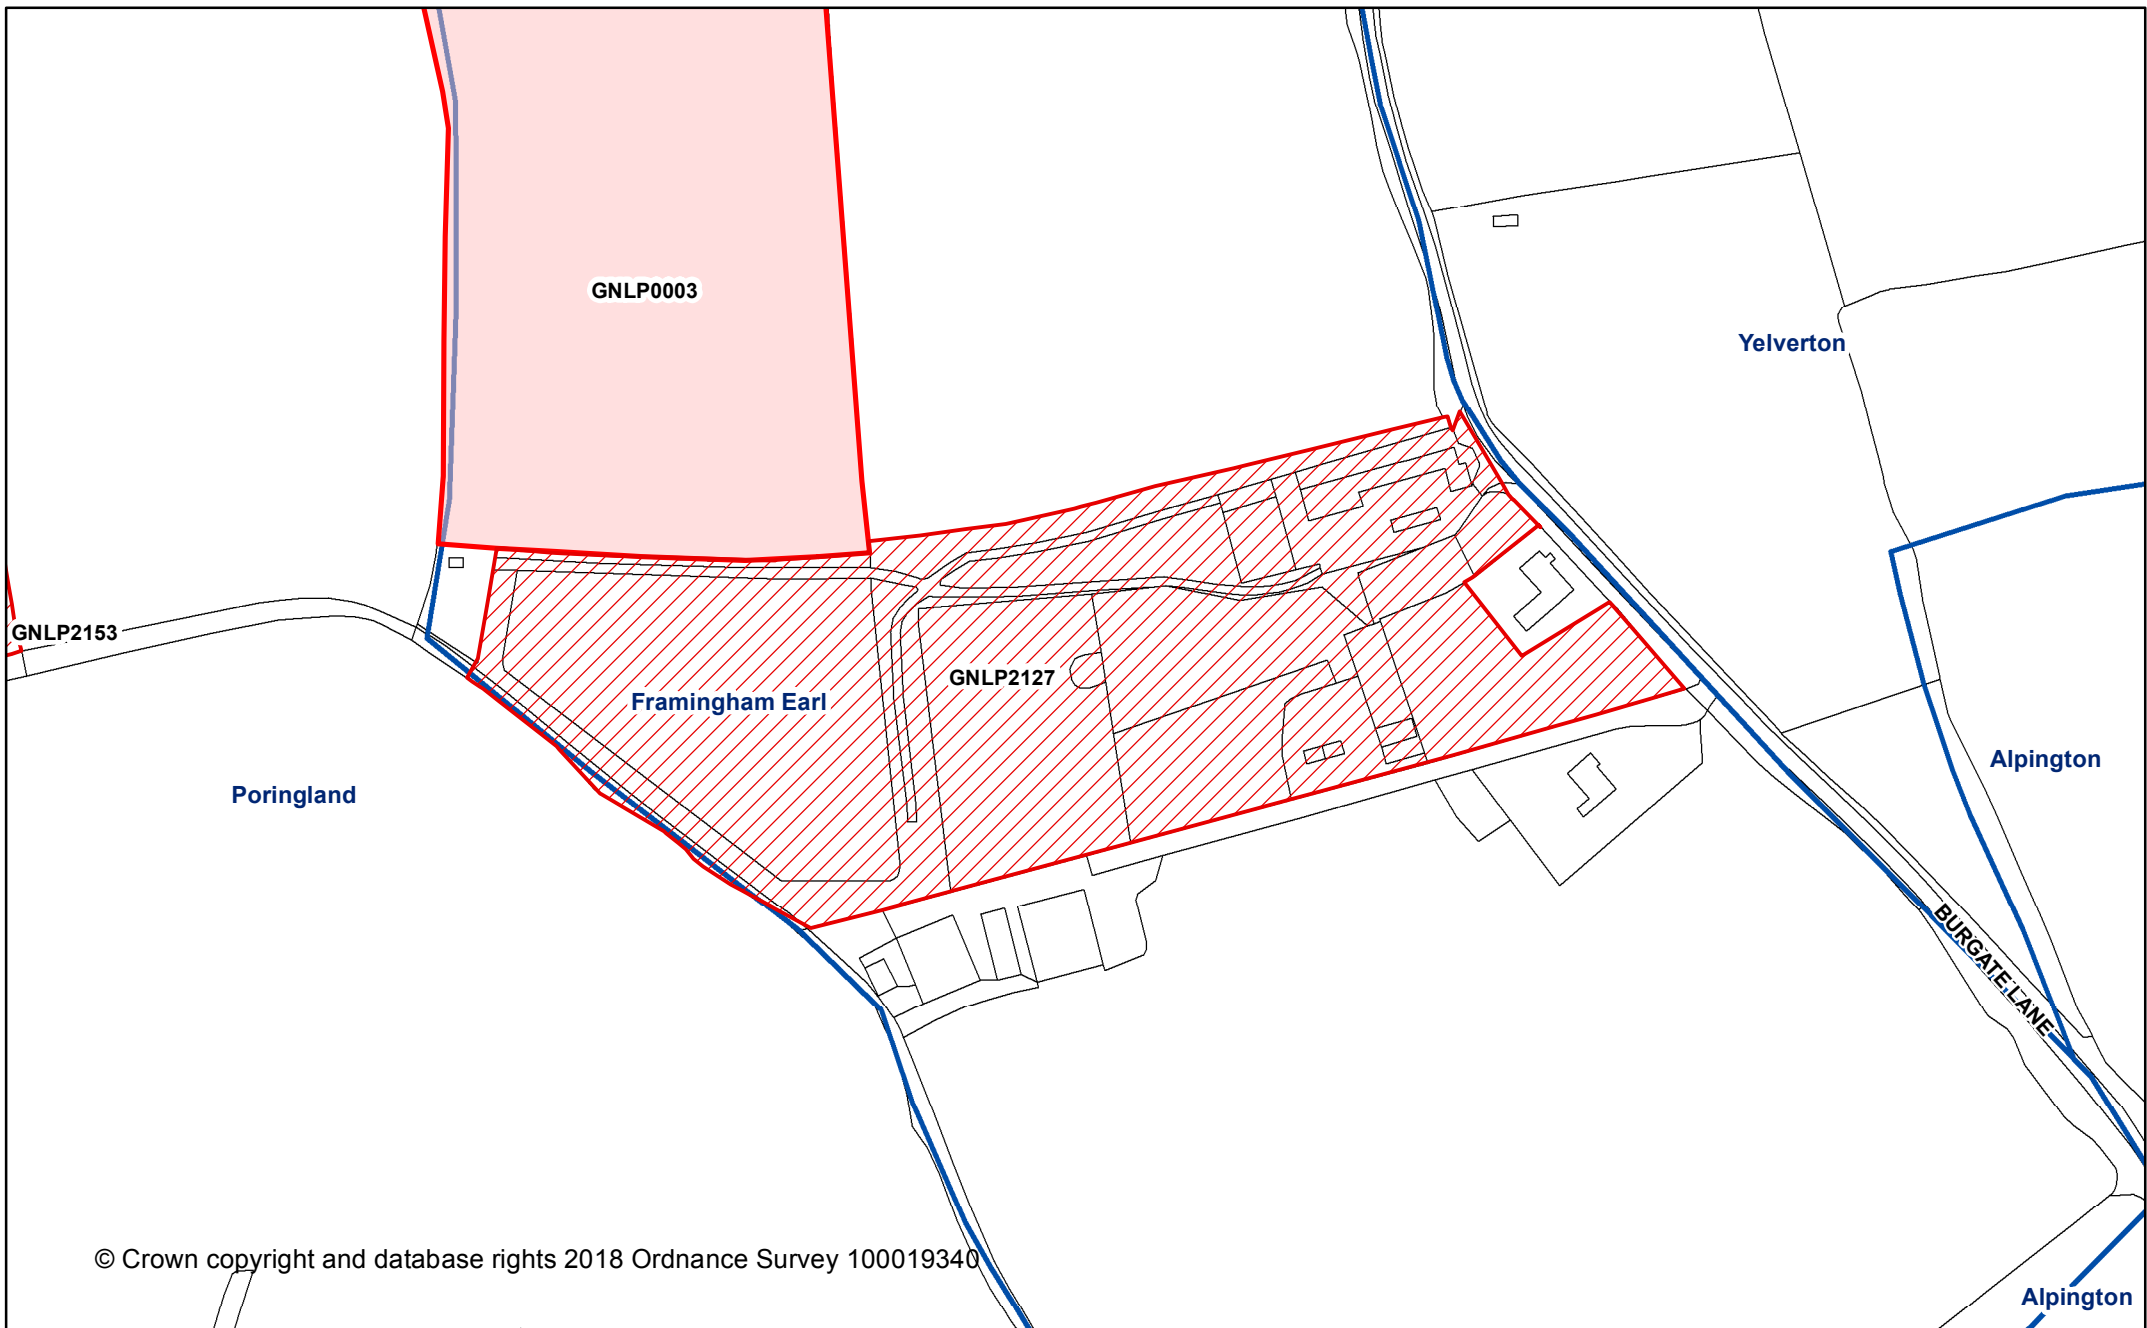 GNLP0003
Yelverton
GNLP2153
GNLP2127
Framingham Earl
Alpington
Poringland
BURGATE LANE
© Crown copyright and database rights 2018 Ordnance Survey 100019340
Alpington